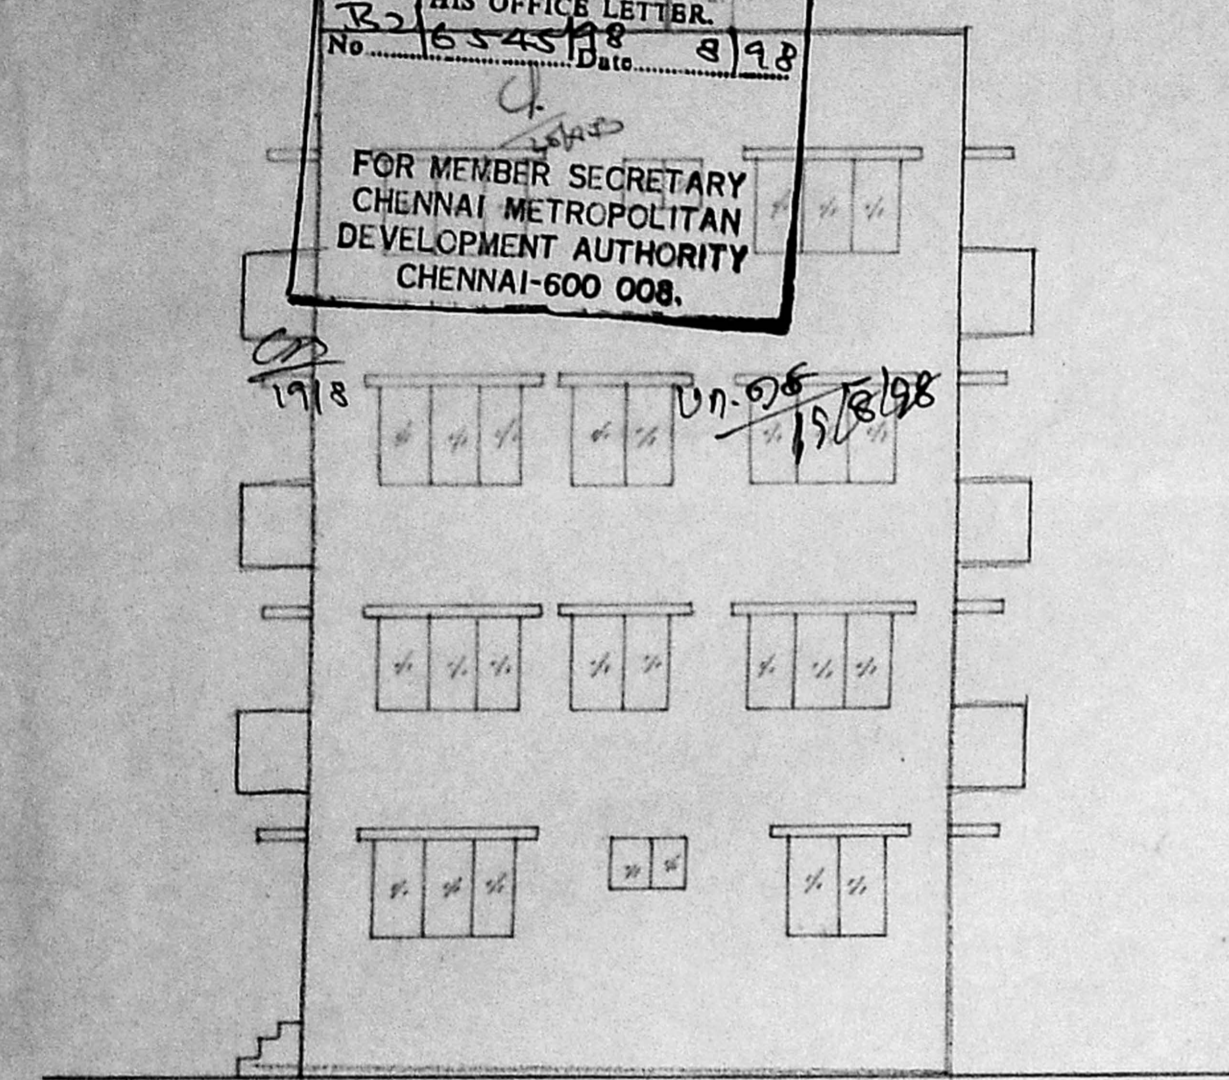 HIS OFFICE LETTER.
No. B2/6545/98 Date 8/98
FOR MEMBER SECRETARY
CHENNAI METROPOLITAN
DEVELOPMENT AUTHORITY
CHENNAI-600 008.
19/8
19/8/98